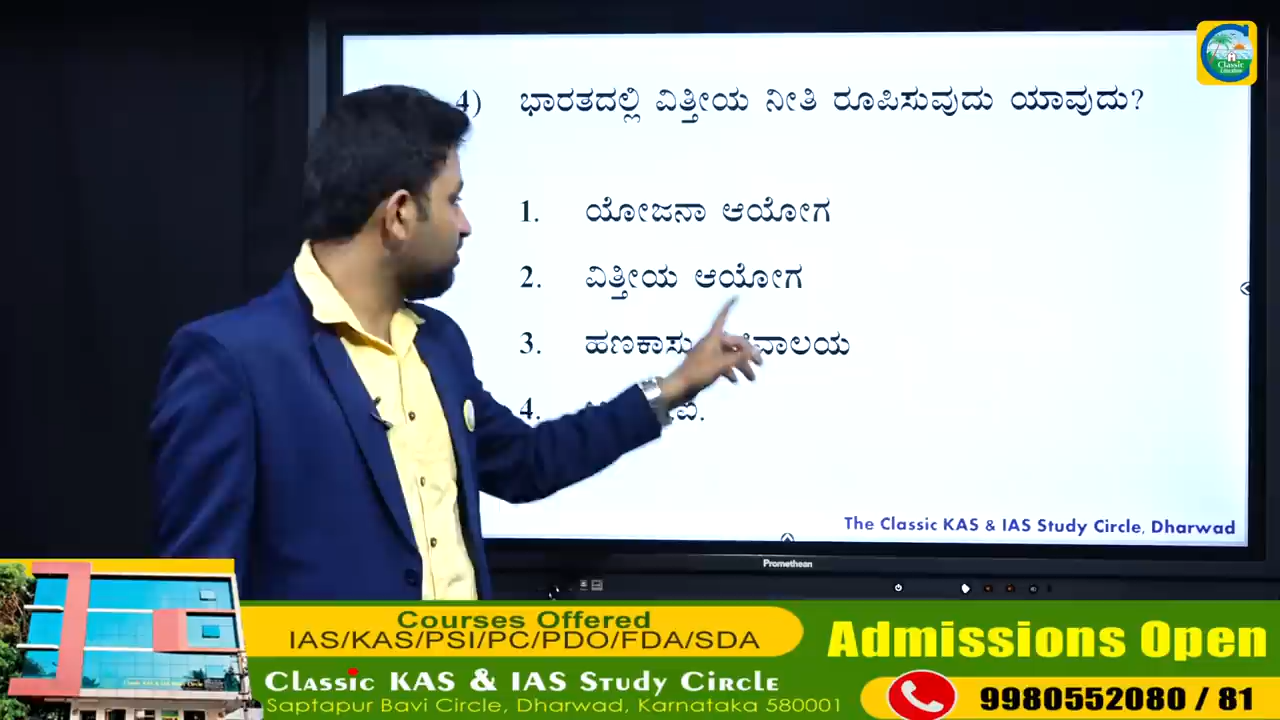 Classic
Education
4) ಭಾರತದಲ್ಲಿ ವಿತ್ತೀಯ ನೀತಿ ರೂಪಿಸುವುದು ಯಾವುದು?
1. ಯೋಜನಾ ಆಯೋಗ
2. ವಿತ್ತೀಯ ಆಯೋಗ
3. ಹಣಕಾಸು
4.
The Classic KAS & IAS Study Circle, Dharwad
Promethean
Courses Offered
IAS/KAS/PSI/PC/PDO/FDA/SDA
Admissions Open
Classic KAS & IAS Study Circle
Saptapur Bavi Circle, Dharwad, Karnataka 580001
9980552080 / 81